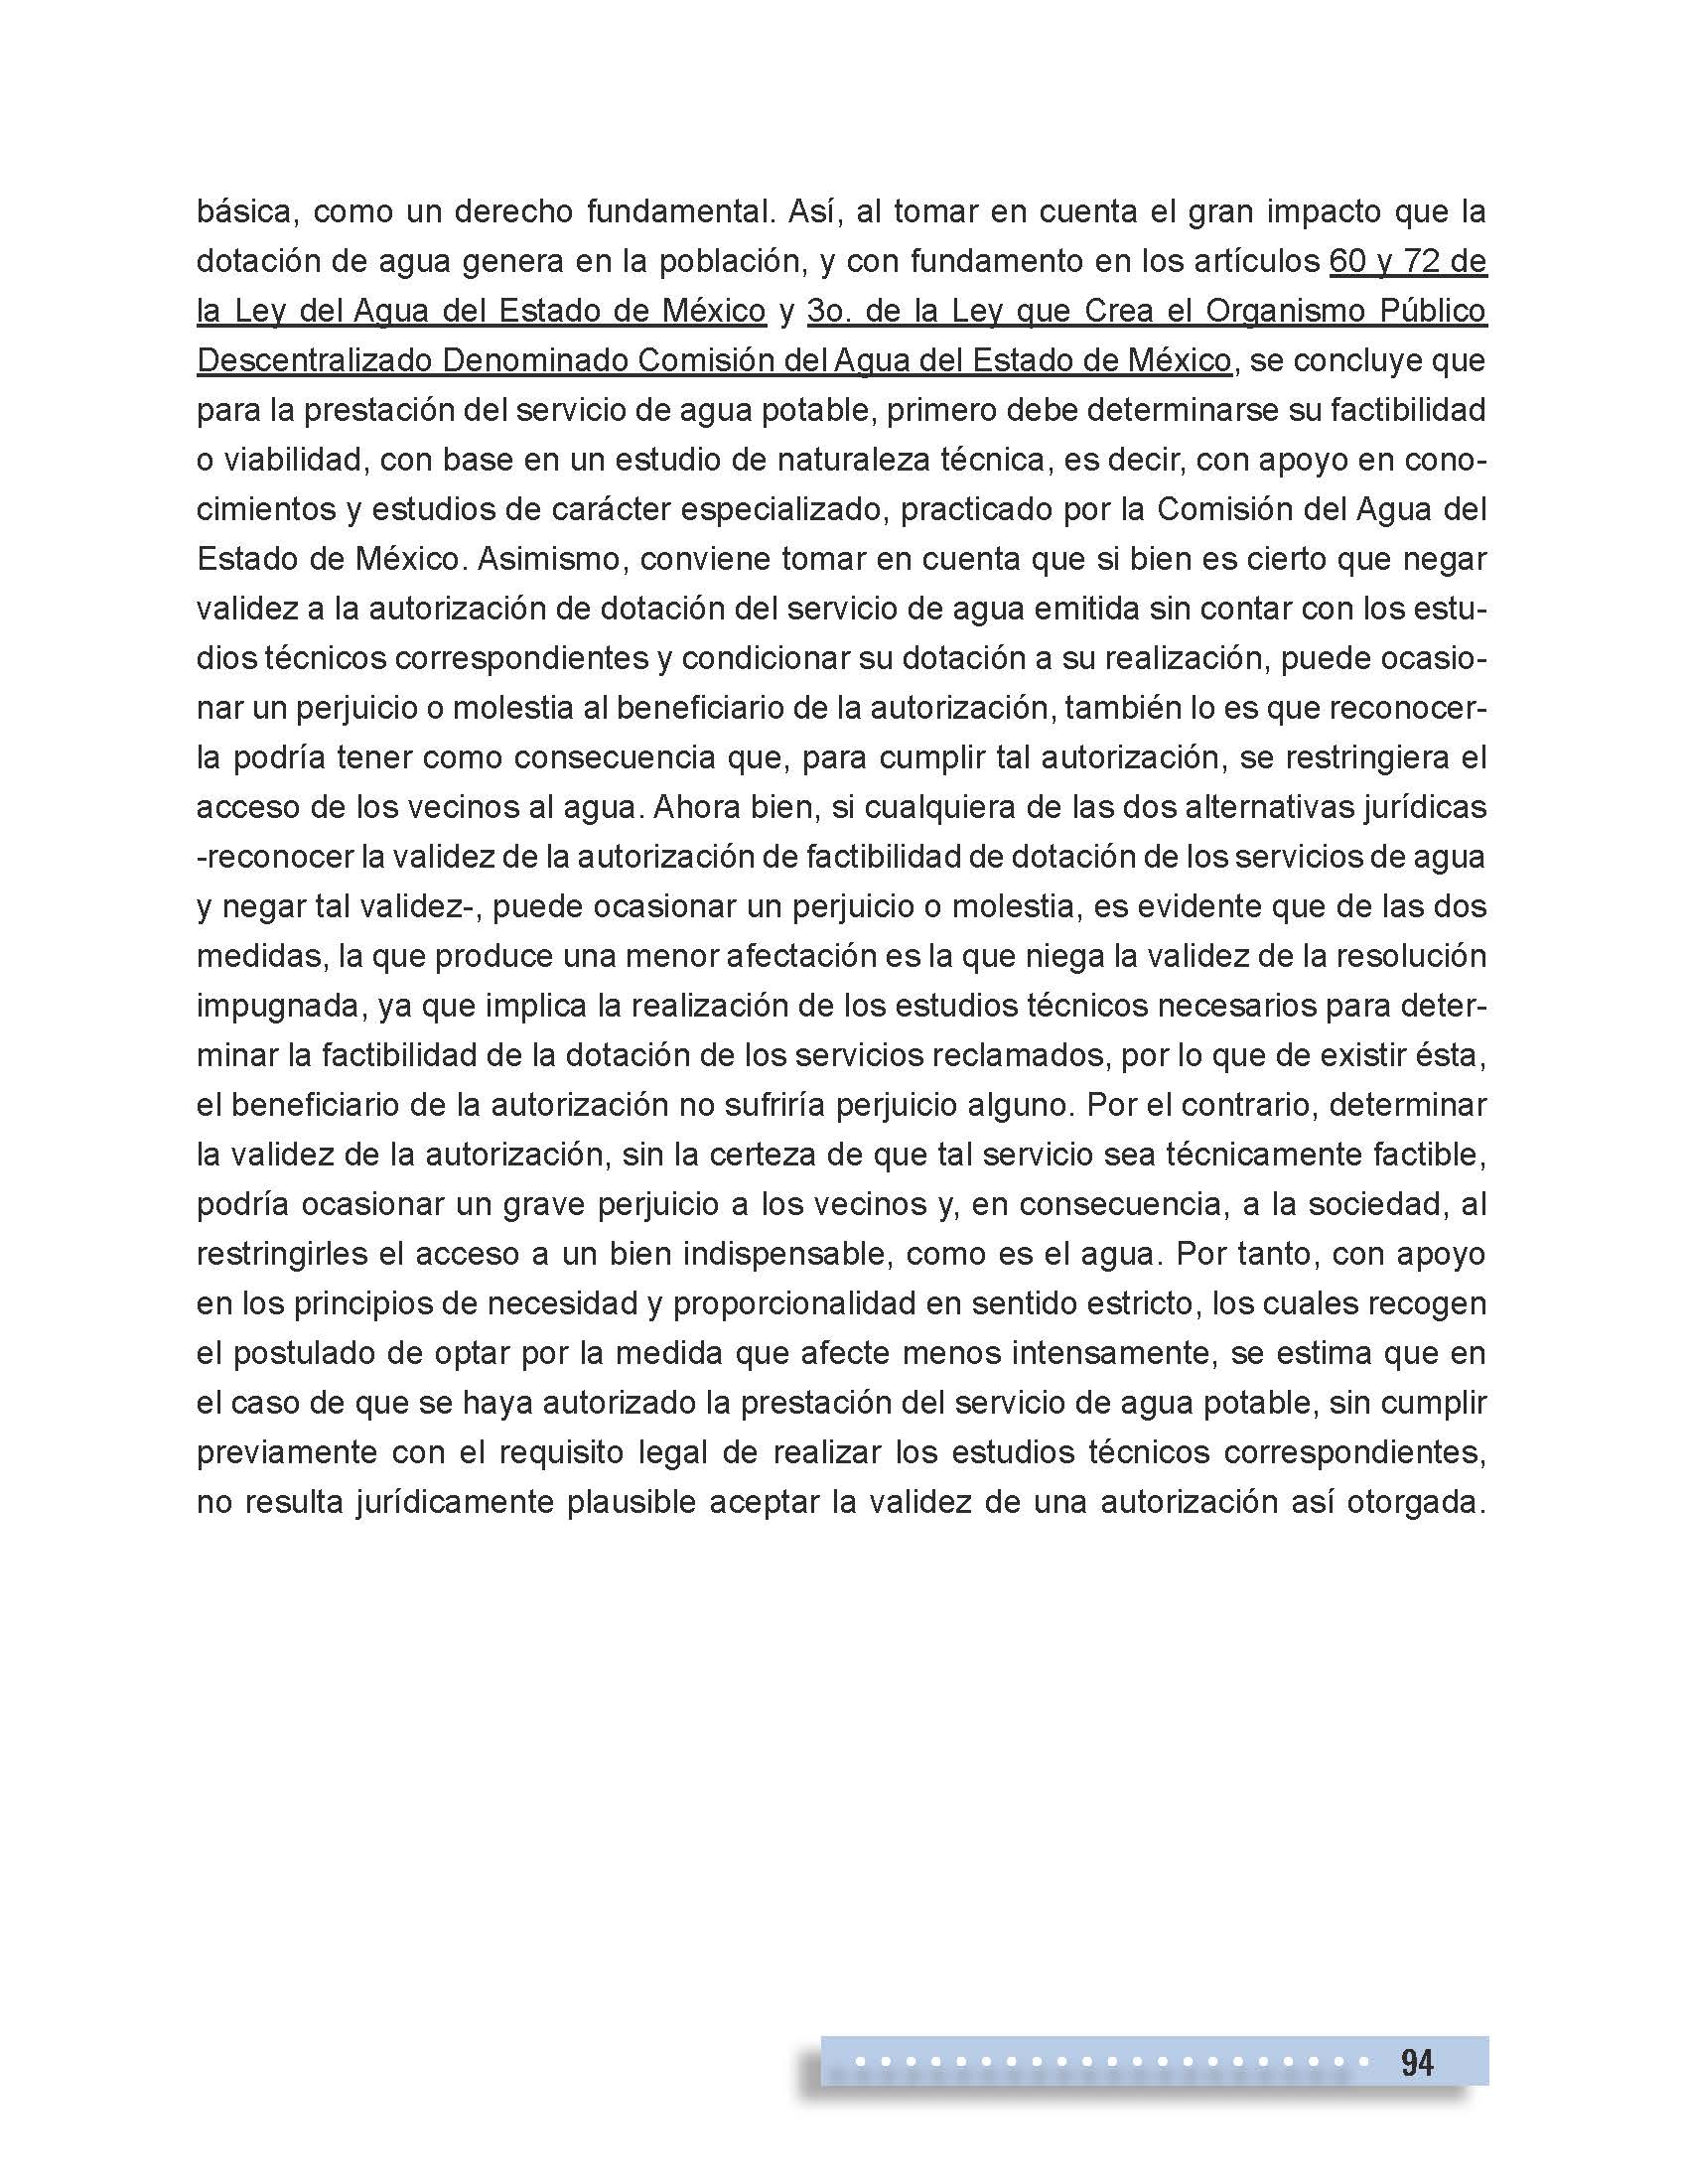 básica, como un derecho fundamental. Así, al tomar en cuenta el gran impacto que la
dotación de agua genera en la población, y con fundamento en los artículos 60 y 72 de
la Ley del Agua del Estado de México y 3o. de la Ley que Crea el Organismo Público
Descentralizado Denominado Comisión del Agua del Estado de México, se concluye que
para la prestación del servicio de agua potable, primero debe determinarse su factibilidad
o viabilidad, con base en un estudio de naturaleza técnica, es decir, con apoyo en cono-
cimientos y estudios de carácter especializado, practicado por la Comisión del Agua del
Estado de México. Asimismo, conviene tomar en cuenta que si bien es cierto que negar
validez a la autorización de dotación del servicio de agua emitida sin contar con los estu-
dios técnicos correspondientes y condicionar su dotación a su realización, puede ocasio-
nar un perjuicio o molestia al beneficiario de la autorización, también lo es que reconocer-
la podría tener como consecuencia que, para cumplir tal autorización, se restringiera el
acceso de los vecinos al agua. Ahora bien, si cualquiera de las dos alternativas jurídicas
-reconocer la validez de la autorización de factibilidad de dotación de los servicios de agua
y negar tal validez-, puede ocasionar un perjuicio o molestia, es evidente que de las dos
medidas, la que produce una menor afectación es la que niega la validez de la resolución
impugnada, ya que implica la realización de los estudios técnicos necesarios para deter-
minar la factibilidad de la dotación de los servicios reclamados, por lo que de existir ésta,
el beneficiario de la autorización no sufriría perjuicio alguno. Por el contrario, determinar
la validez de la autorización, sin la certeza de que tal servicio sea técnicamente factible,
podría ocasionar un grave perjuicio a los vecinos y, en consecuencia, a la sociedad, al
restringirles el acceso a un bien indispensable, como es el agua. Por tanto, con apoyo
en los principios de necesidad y proporcionalidad en sentido estricto, los cuales recogen
el postulado de optar por la medida que afecte menos intensamente, se estima que en
el caso de que se haya autorizado la prestación del servicio de agua potable, sin cumplir
previamente con el requisito legal de realizar los estudios técnicos correspondientes,
no resulta jurídicamente plausible aceptar la validez de una autorización así otorgada.
94